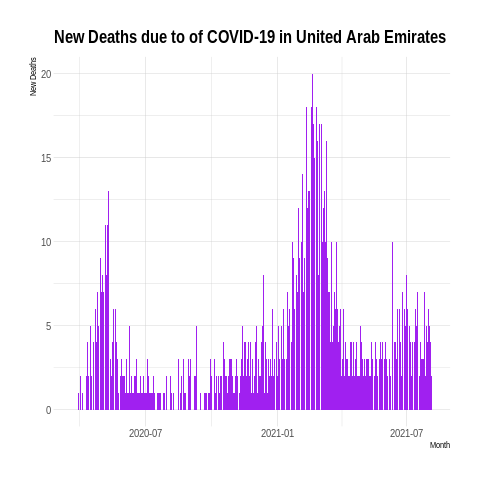 New Deaths due to of COVID-19 in United Arab Emirates
New Deaths
20
15
10
5
0
2020-07 2021-01 2021-07
Month